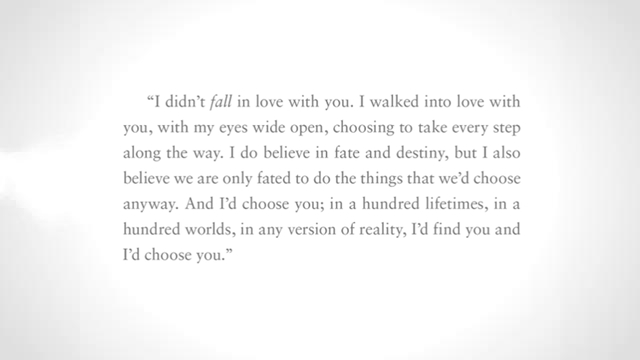 “I didn’t fall in love with you. I walked into love with
you, with my eyes wide open, choosing to take every step
along the way. I do believe in fate and destiny, but I also
believe we are only fated to do the things that we’d choose
anyway. And I’d choose you; in a hundred lifetimes, in a
hundred worlds, in any version of reality, I’d find you and
I’d choose you.”